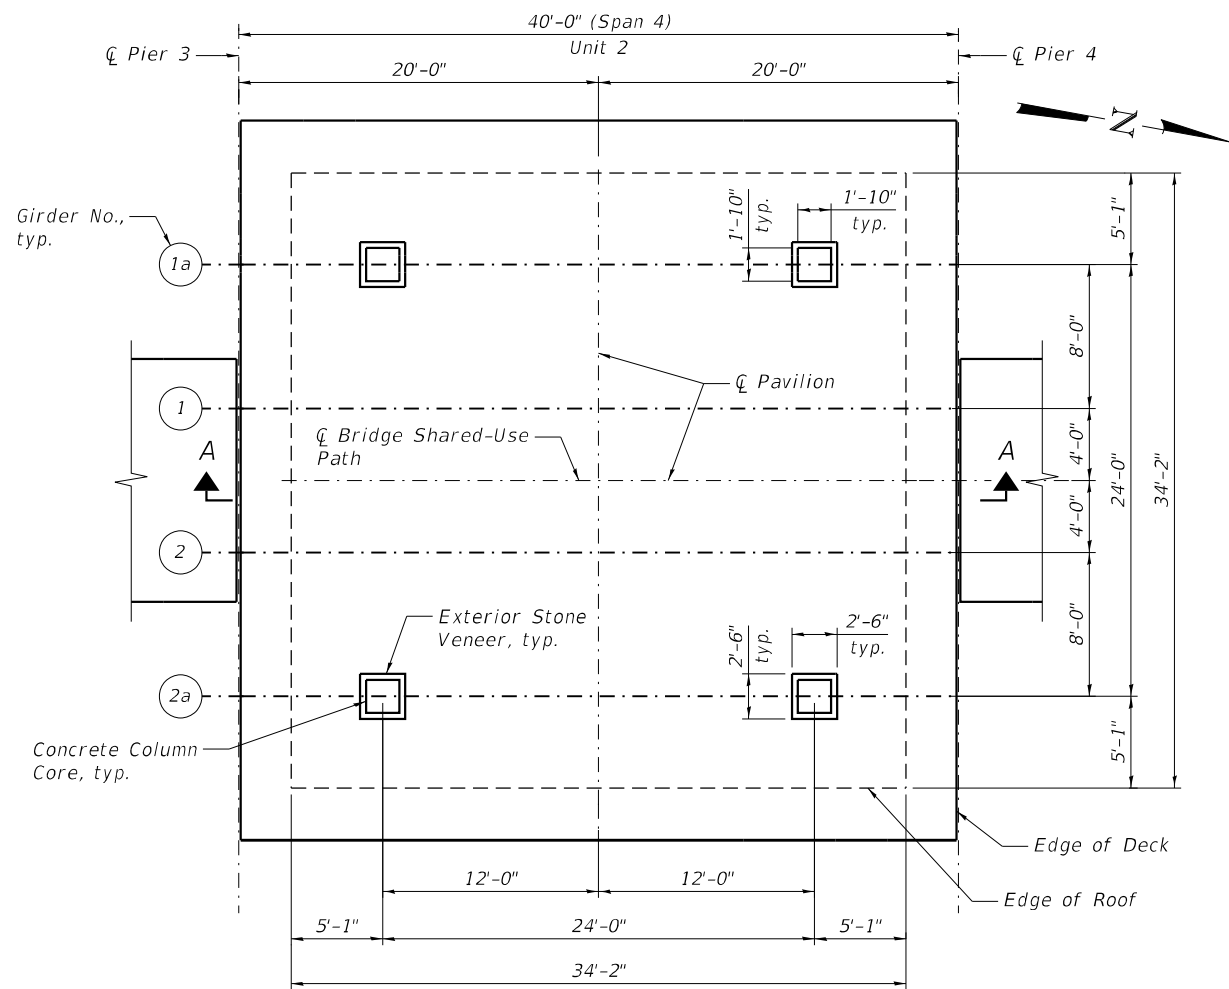 40'-0" (Span 4)
Unit 2
℄ Pier 3
℄ Pier 4
20'-0"
20'-0"
N
Girder No.,
typ.
1'-10"
typ.
1'-10"
typ.
5'-1"
1a
8'-0"
℄ Pavilion
1
℄ Bridge Shared-Use
Path
A
A
4'-0"
24'-0"
34'-2"
4'-0"
2
Exterior Stone
Veneer, typ.
2'-6"
typ.
2'-6"
typ.
8'-0"
2a
Concrete Column
Core, typ.
5'-1"
Edge of Deck
12'-0"
12'-0"
Edge of Roof
5'-1"
24'-0"
5'-1"
34'-2"